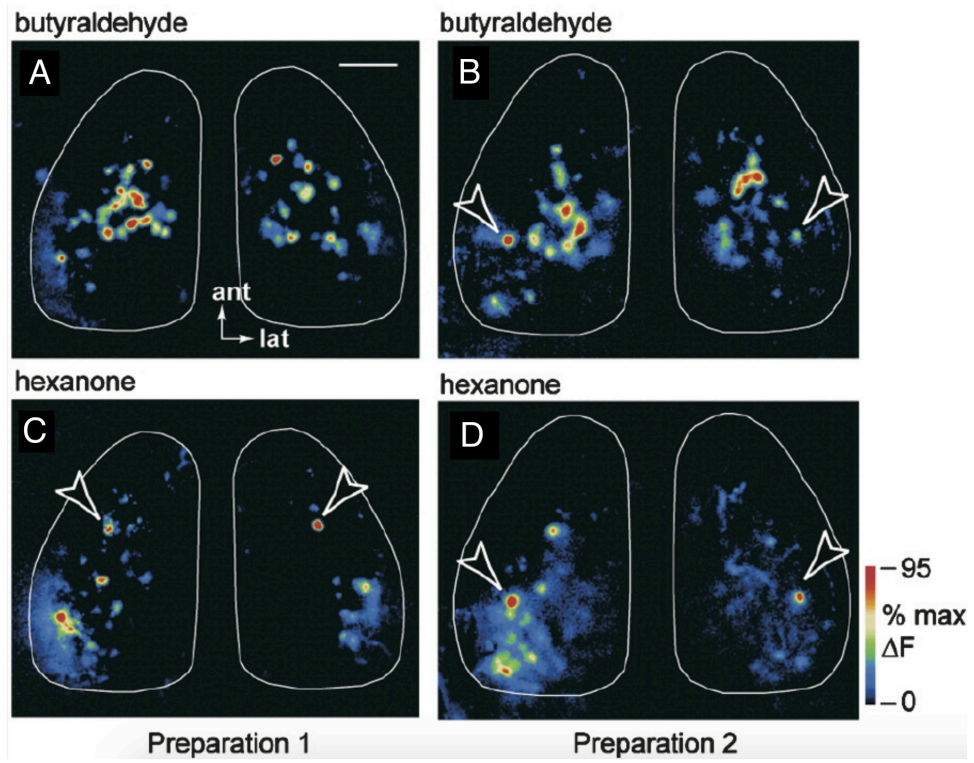 butyraldehyde
butyraldehyde
A
B
ant
lat
hexanone
hexanone
C
D
95
% max
ΔF
0
Preparation 1
Preparation 2